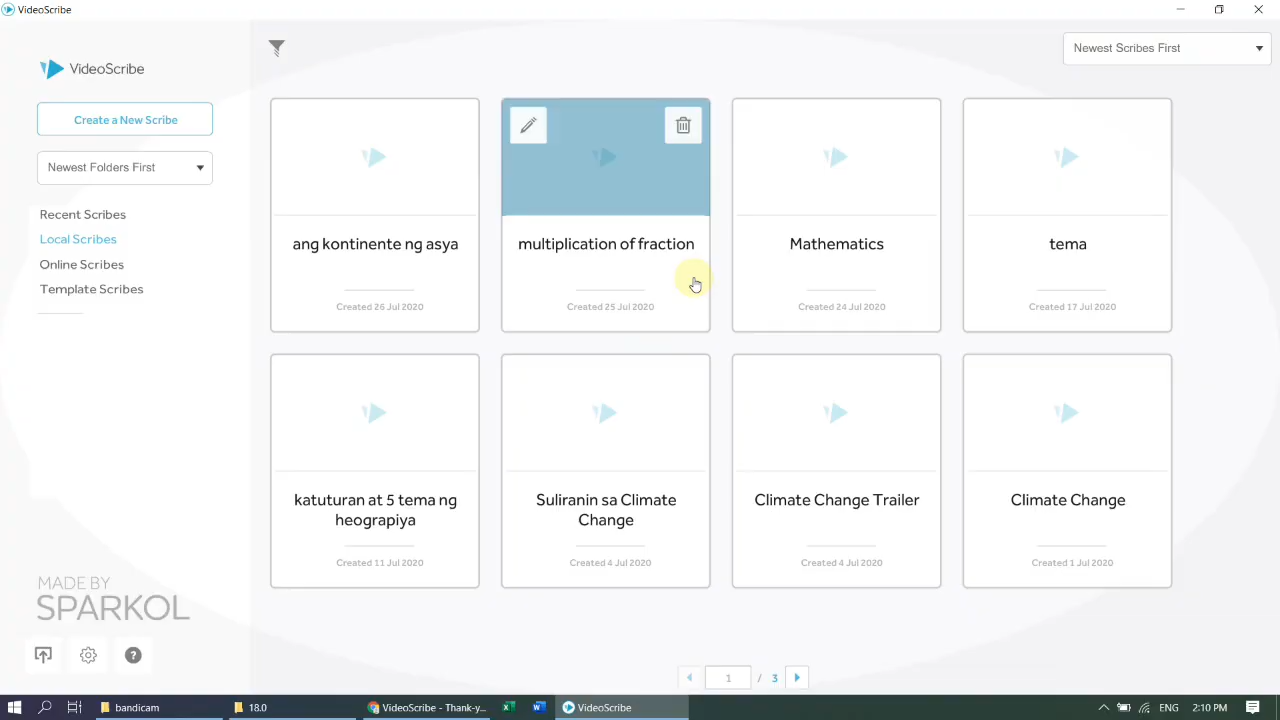 VideoScribe
VideoScribe
Newest Scribes First
Create a New Scribe
Newest Folders First
Recent Scribes
Local Scribes
Online Scribes
Template Scribes
ang kontinente ng asya
Created 26 Jul 2020
multiplication of fraction
Created 25 Jul 2020
Mathematics
Created 24 Jul 2020
tema
Created 17 Jul 2020
katuturan at 5 tema ng
heograpiya
Created 11 Jul 2020
Suliranin sa Climate
Change
Created 4 Jul 2020
Climate Change Trailer
Created 4 Jul 2020
Climate Change
Created 1 Jul 2020
MADE BY
SPARKOL
1 / 3
bandicam
18.0
VideoScribe - Thank-y...
VideoScribe
ENG
2:10 PM